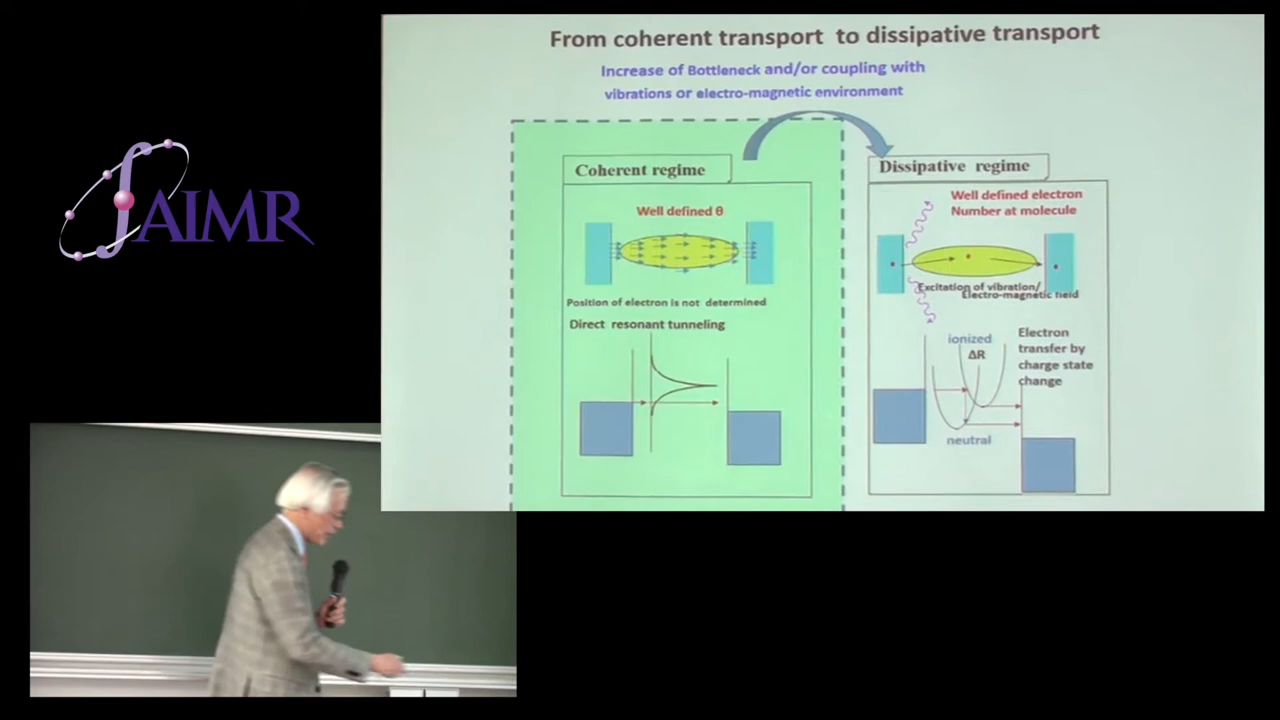 AIMR
From coherent transport to dissipative transport
Increase of Bottleneck and/or coupling with
vibrations or electro-magnetic environment
Coherent regime
Well defined θ
Position of electron is not determined
Direct resonant tunneling
Dissipative regime
Well defined electron
Number at molecule
Excitation of vibration/
Electro-magnetic field
ionized
ΔR
neutral
Electron
transfer by
charge state
change